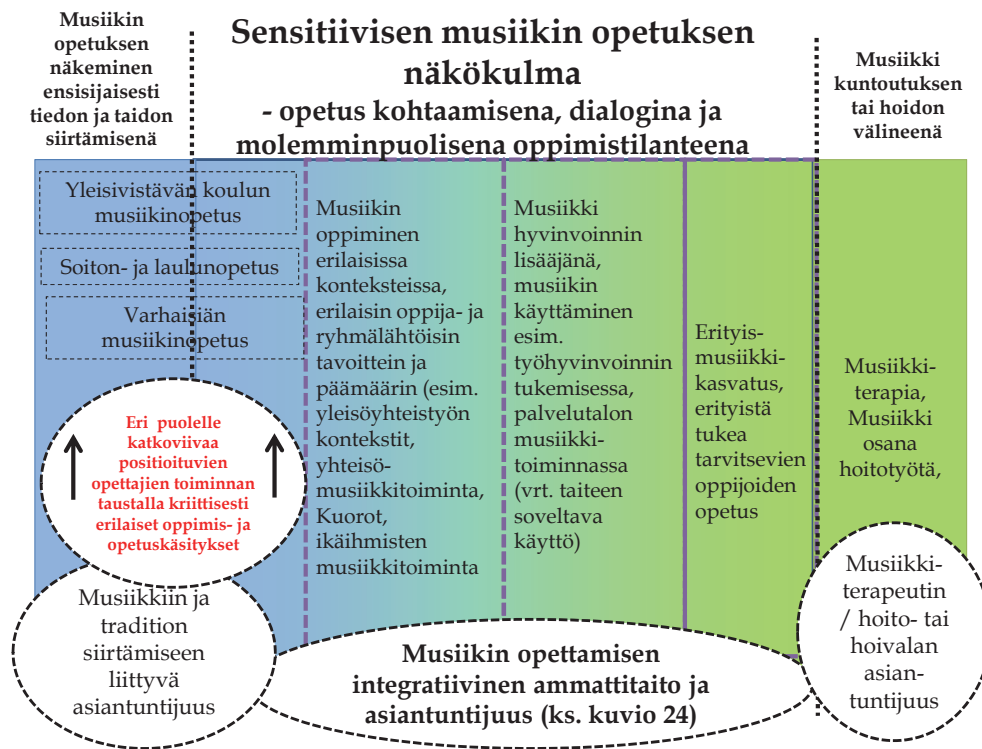 Musiikin
opetuksen
näkeminen
ensisijaisesti
tiedon ja taidon
siirtämisenä
Sensitiivisen musiikin opetuksen
näkökulma
- opetus kohtaamisena, dialogina ja
molemminpuolisena oppimistilanteena
Musiikki
kuntoutuksen
tai hoidon
välineenä
Yleisivistävän koulun
musiikinopetus
Soiton- ja laulunopetus
Varhaisiän
musiikinopetus
Eri puolelle
katkoviivaa
positioituvien
opettajien toiminnan
taustalla kriittisesti
erilaiset oppimis- ja
opetuskäsitykset
Musiikkiin ja
tradition
siirtämiseen
liittyvä
asiantuntijuus
Musiikin
oppiminen
erilaisissa
konteksteissa,
erilaisin oppija- ja
ryhmälähtöisin
tavoittein ja
päämäärin (esim.
yleisöyhteistyön
kontekstit,
yhteisö-
musiikkitoiminta,
Kuorot,
ikäihmisten
musiikkitoiminta
Musiikki
hyvinvoinnin
lisääjänä,
musiikin
käyttäminen
esim.
työhyvinvoinnin
tukemisessa,
palvelutalon
musiikki-
toiminnassa
(vrt. taiteen
soveltava
käyttö)
Erityis-
musiikki-
kasvatus,
erityistä
tukea
tarvitsevien
oppijoiden
opetus
Musiikki-
terapia,
Musiikki
osana
hoitotyötä,
Musiikin opettamisen
integratiivinen ammattitaito ja
asiantuntijuus (ks. kuvio 24)
Musiikki-
terapeutin
/ hoito- tai
hoivalan
asian-
tuntijuus